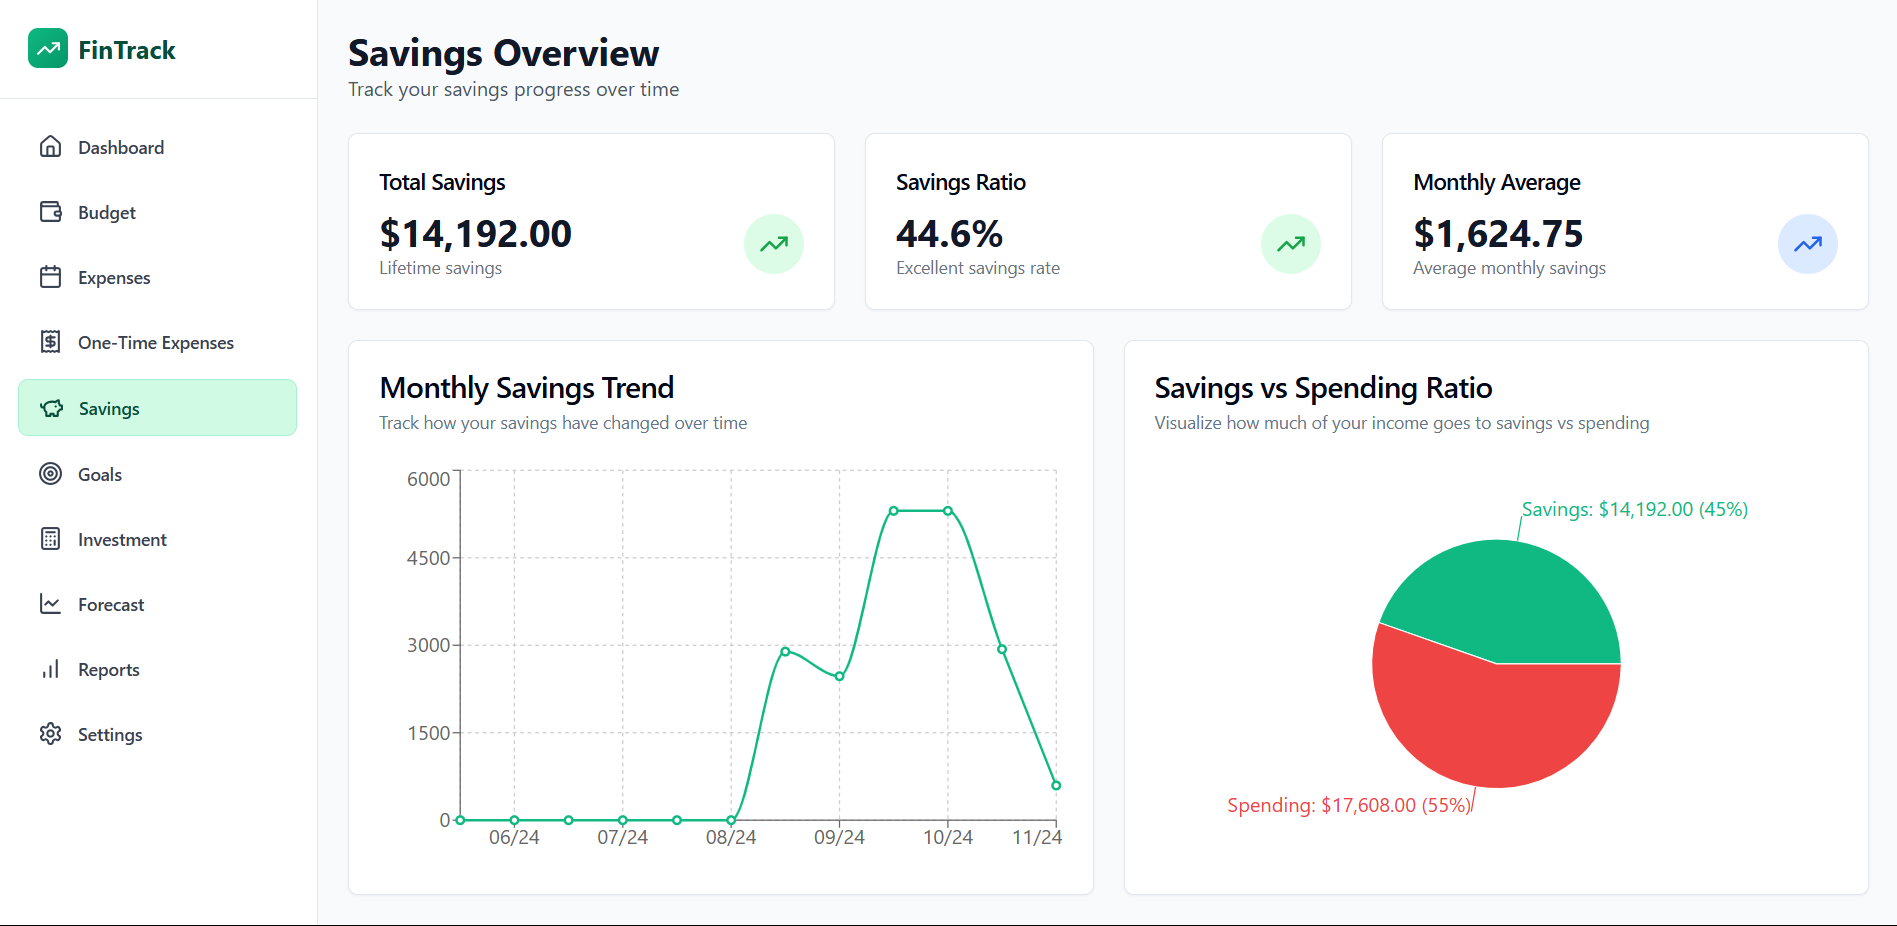 FinTrack
Dashboard
Budget
Expenses
One-Time Expenses
Savings
Goals
Investment
Forecast
Reports
Settings
Savings Overview
Track your savings progress over time
Total Savings
$14,192.00
Lifetime savings
Savings Ratio
44.6%
Excellent savings rate
Monthly Average
$1,624.75
Average monthly savings
Monthly Savings Trend
Track how your savings have changed over time
6000
4500
3000
1500
0
06/24 07/24 08/24 09/24 10/24 11/24
Savings vs Spending Ratio
Visualize how much of your income goes to savings vs spending
Savings: $14,192.00 (45%)
Spending: $17,608.00 (55%)